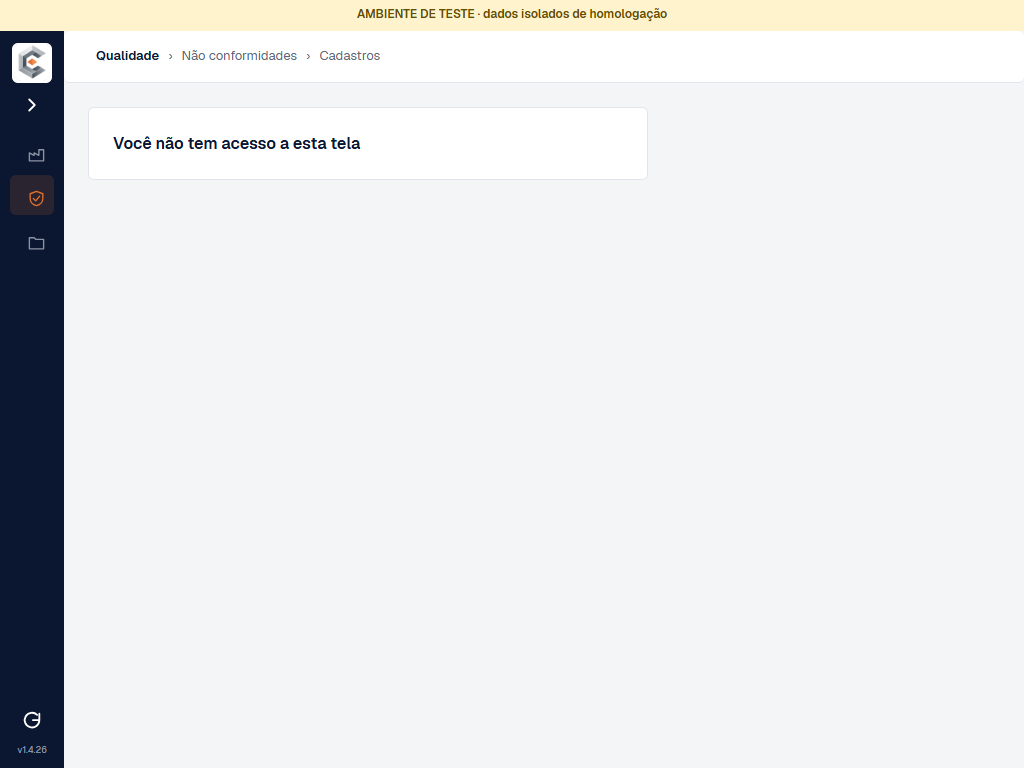 AMBIENTE DE TESTE · dados isolados de homologação
Qualidade › Não conformidades › Cadastros
Você não tem acesso a esta tela
v1.4.26